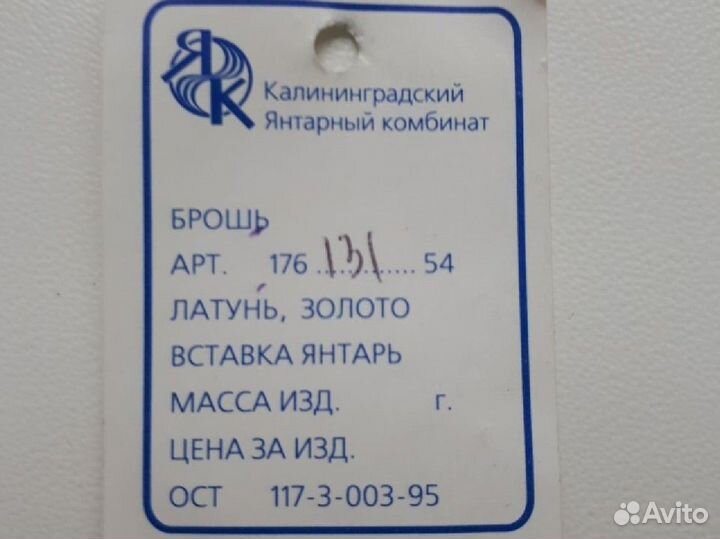 ЯК
Калининградский
Янтарный комбинат
БРОШЬ
АРТ. 176 131 54
ЛАТУНЬ, ЗОЛОТО
ВСТАВКА ЯНТАРЬ
МАССА ИЗД. г.
ЦЕНА ЗА ИЗД.
ОСТ 117-3-003-95
Avito